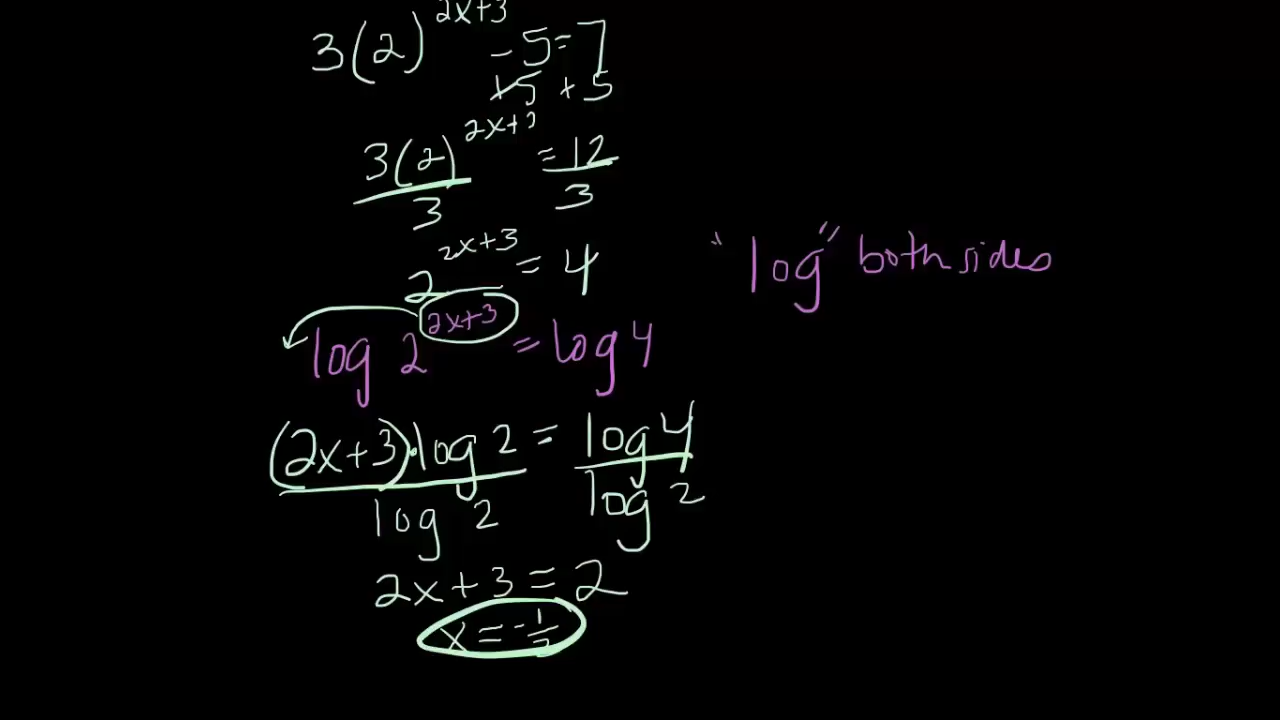 3(2)^(2x+3) - 5 = 7
+5 +5
3(2)^(2x+3) = 12
3 3
2^(2x+3) = 4
"log" both sides
log 2^(2x+3) = log 4
(2x+3)·log 2 = log 4
log 2 log 2
2x+3 = 2
x = -1/2